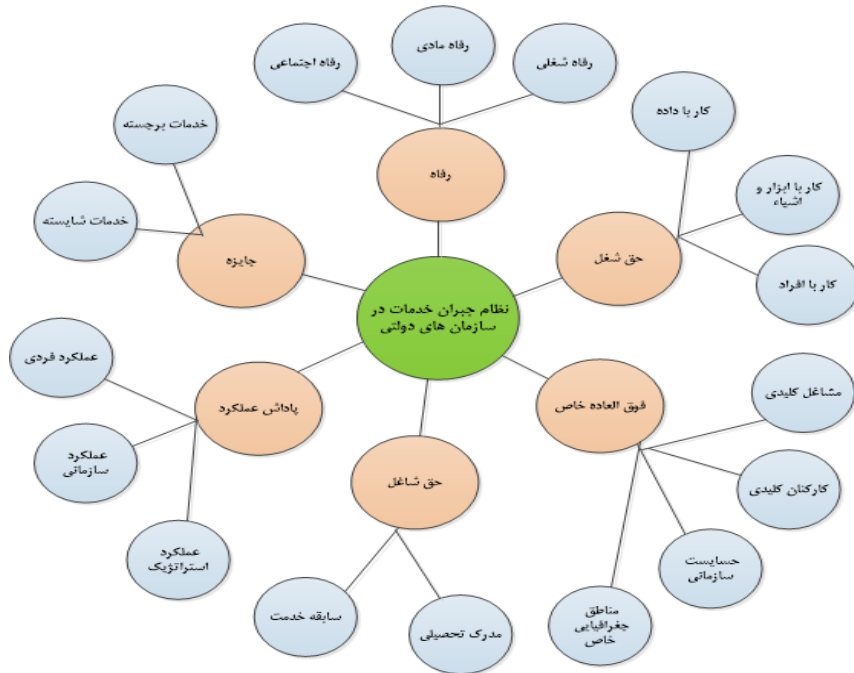 رفاه شغلی
رفاه مادی
رفاه اجتماعی
کار با داده
خدمات برجسته
رفاه
کار با ابزار و
اشیاء
خدمات شایسته
حق شغل
جایزه
کار با افراد
نظام جبران خدمات در
سازمان های دولتی
عملکرد فردی
مشاغل کلیدی
فوق العاده خاص
پاداش عملکرد
عملکرد
سازمانی
حق شاغل
کارکنان کلیدی
حسایست
سازمانی
عملکرد
استراتژیک
سابقه خدمت
مدرک تحصیلی
مناطق
جغرافیایی
خاص